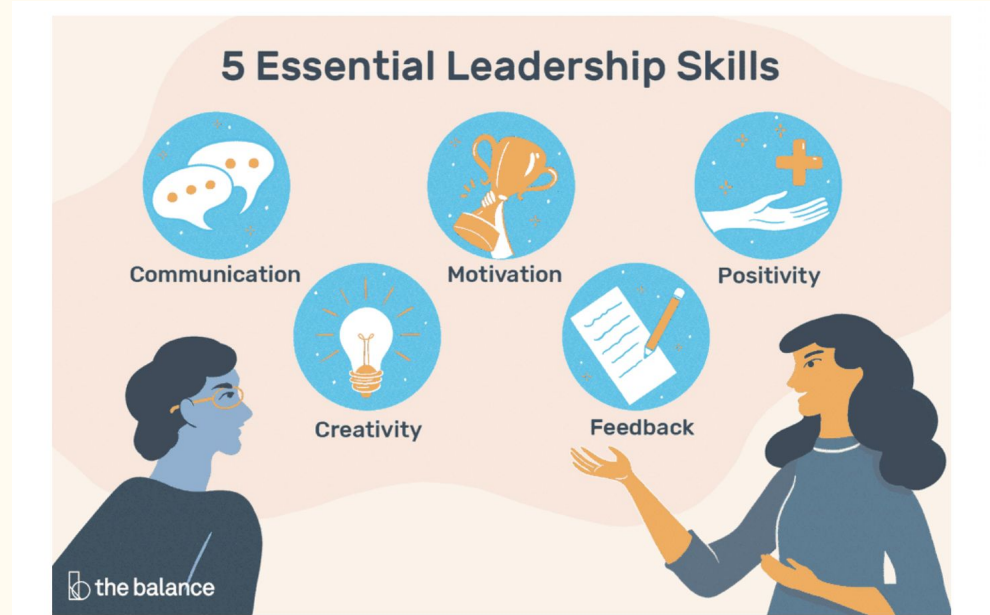 5 Essential Leadership Skills
Communication
Motivation
Positivity
Creativity
Feedback
the balance